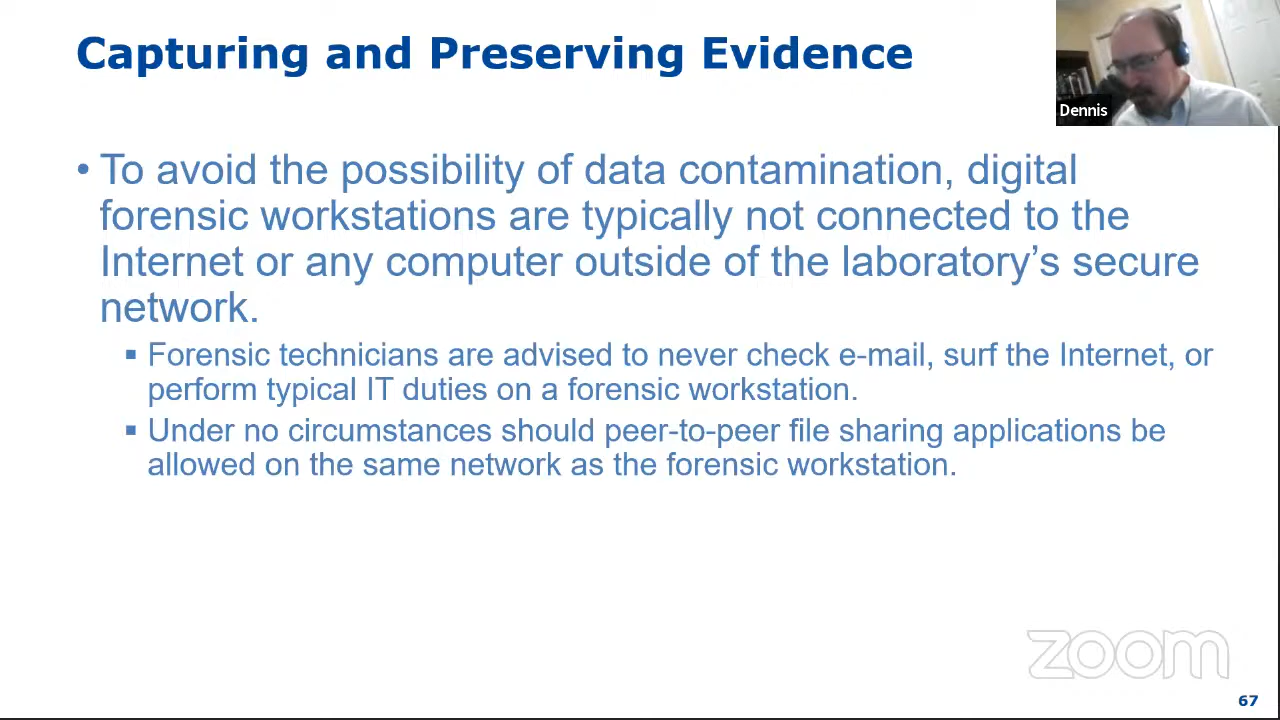 Capturing and Preserving Evidence
Dennis
• To avoid the possibility of data contamination, digital
forensic workstations are typically not connected to the
Internet or any computer outside of the laboratory’s secure
network.
▪ Forensic technicians are advised to never check e-mail, surf the Internet, or
perform typical IT duties on a forensic workstation.
▪ Under no circumstances should peer-to-peer file sharing applications be
allowed on the same network as the forensic workstation.
zoom
67